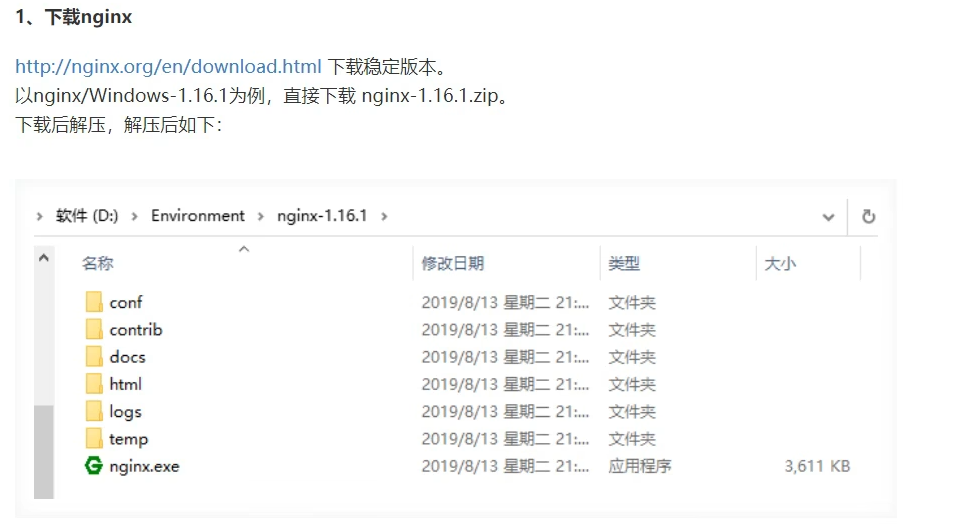 1、下载nginx
http://nginx.org/en/download.html 下载稳定版本。
以nginx/Windows-1.16.1为例，直接下载 nginx-1.16.1.zip。
下载后解压，解压后如下：
软件 (D:) › Environment › nginx-1.16.1 ›
名称 修改日期 类型 大小
conf 2019/8/13 星期二 21:... 文件夹
contrib 2019/8/13 星期二 21:... 文件夹
docs 2019/8/13 星期二 21:... 文件夹
html 2019/8/13 星期二 21:... 文件夹
logs 2019/8/13 星期二 21:... 文件夹
temp 2019/8/13 星期二 21:... 文件夹
nginx.exe 2019/8/13 星期二 21:... 应用程序 3,611 KB